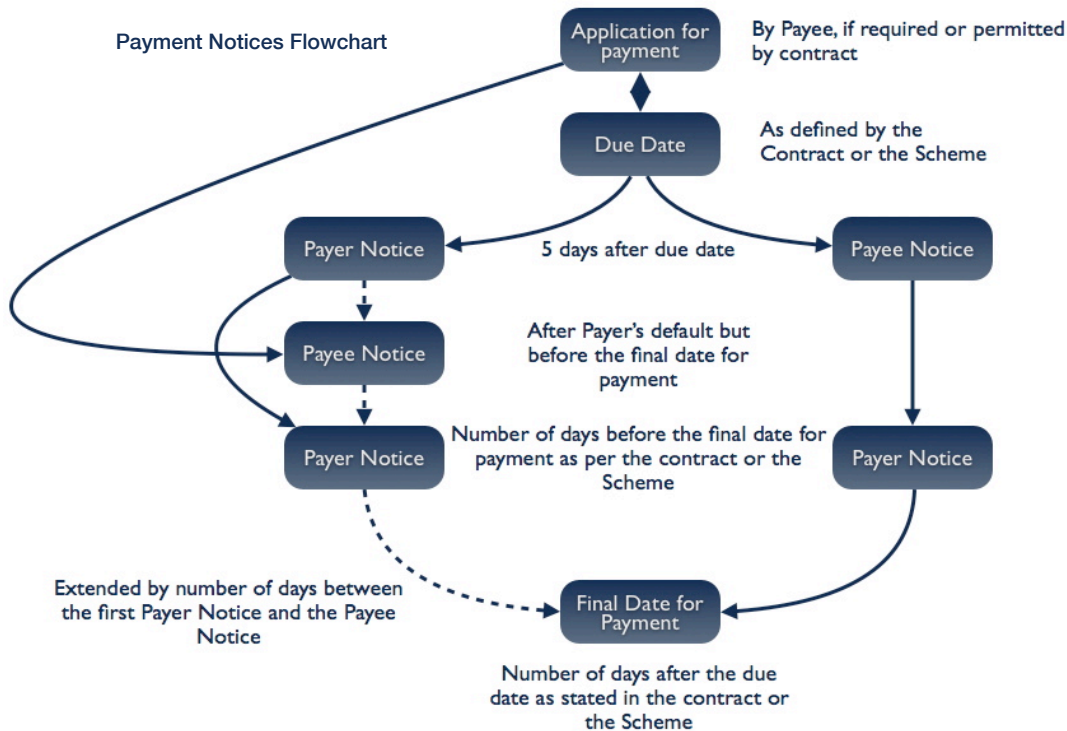 Payment Notices Flowchart
Application for
payment
By Payee, if required or permitted
by contract
Due Date
As defined by the
Contract or the Scheme
Payer Notice
5 days after due date
Payee Notice
Payee Notice
After Payer's default but
before the final date for
payment
Payer Notice
Number of days before the final date for
payment as per the contract or the
Scheme
Payer Notice
Extended by number of days between
the first Payer Notice and the Payee
Notice
Final Date for
Payment
Number of days after the due
date as stated in the contract or
the Scheme